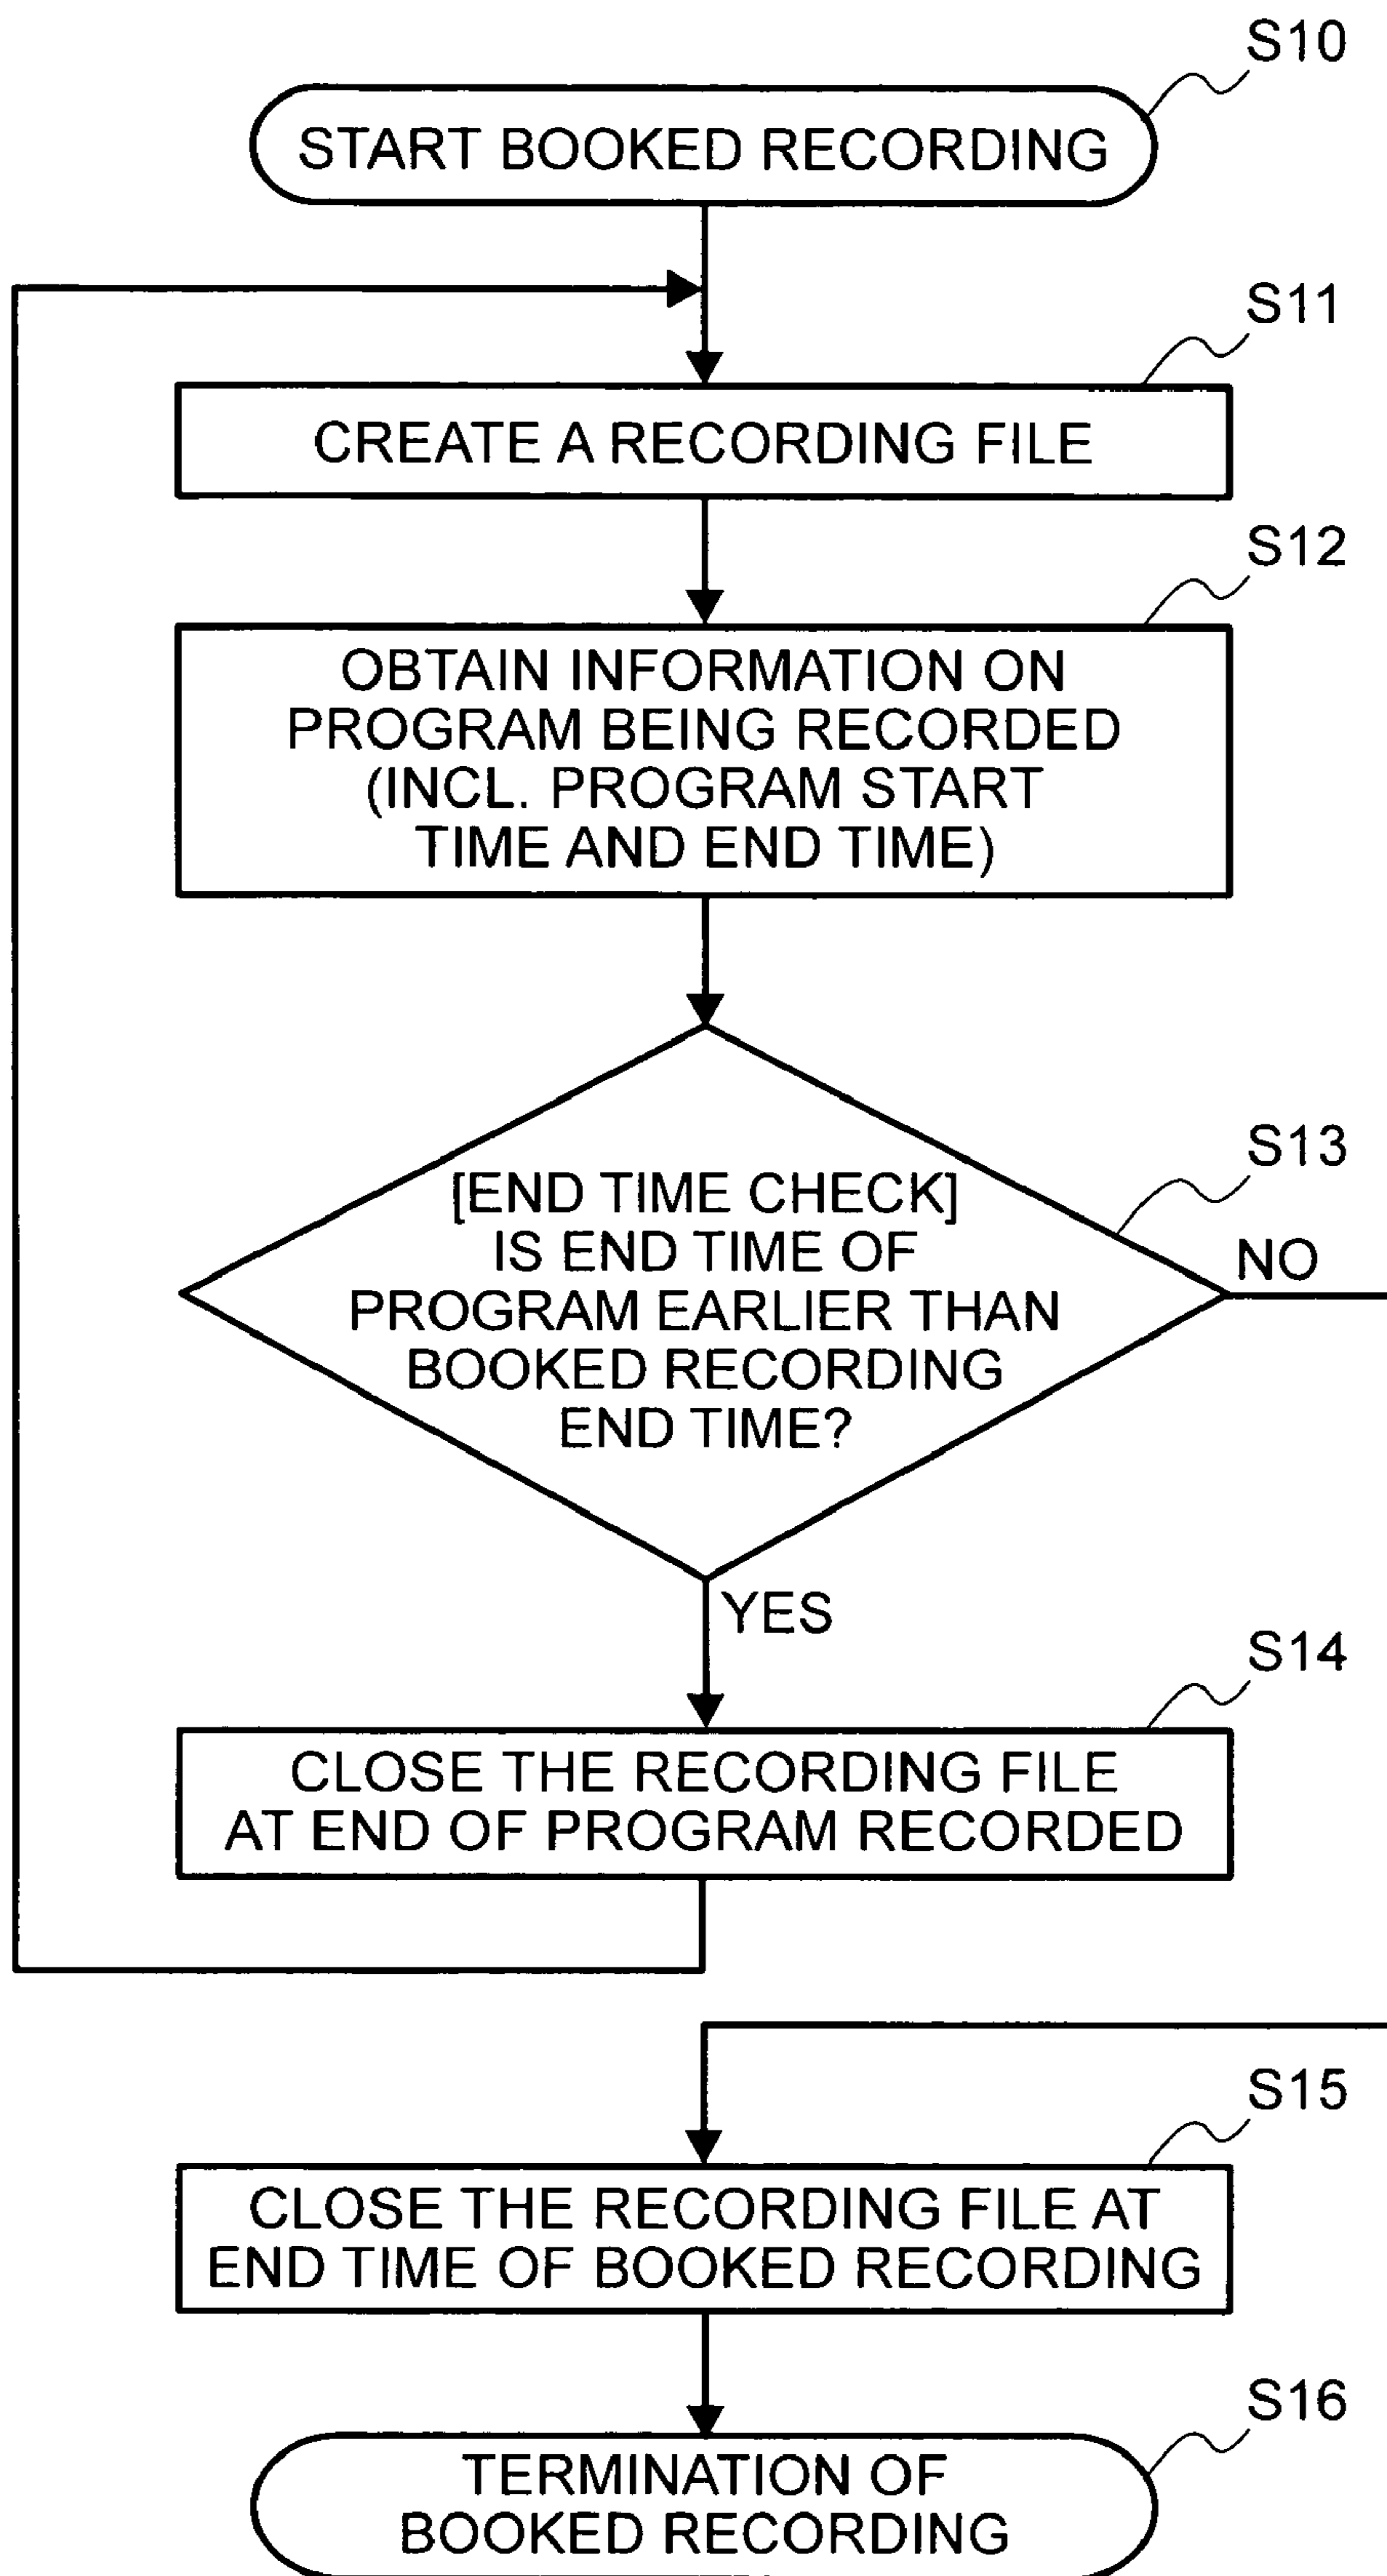 S10
START BOOKED RECORDING
S11
CREATE A RECORDING FILE
S12
OBTAIN INFORMATION ON
PROGRAM BEING RECORDED
(INCL. PROGRAM START
TIME AND END TIME)
S13
[END TIME CHECK]
IS END TIME OF
PROGRAM EARLIER THAN
BOOKED RECORDING
END TIME?
NO
YES
S14
CLOSE THE RECORDING FILE
AT END OF PROGRAM RECORDED
S15
CLOSE THE RECORDING FILE AT
END TIME OF BOOKED RECORDING
S16
TERMINATION OF
BOOKED RECORDING